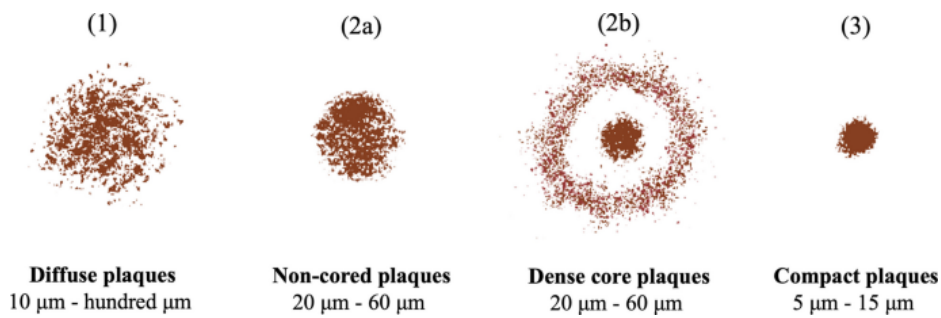 (1) (2a) (2b) (3)
Diffuse plaques Non-cored plaques Dense core plaques Compact plaques
10 μm - hundred μm 20 μm - 60 μm 20 μm - 60 μm 5 μm - 15 μm